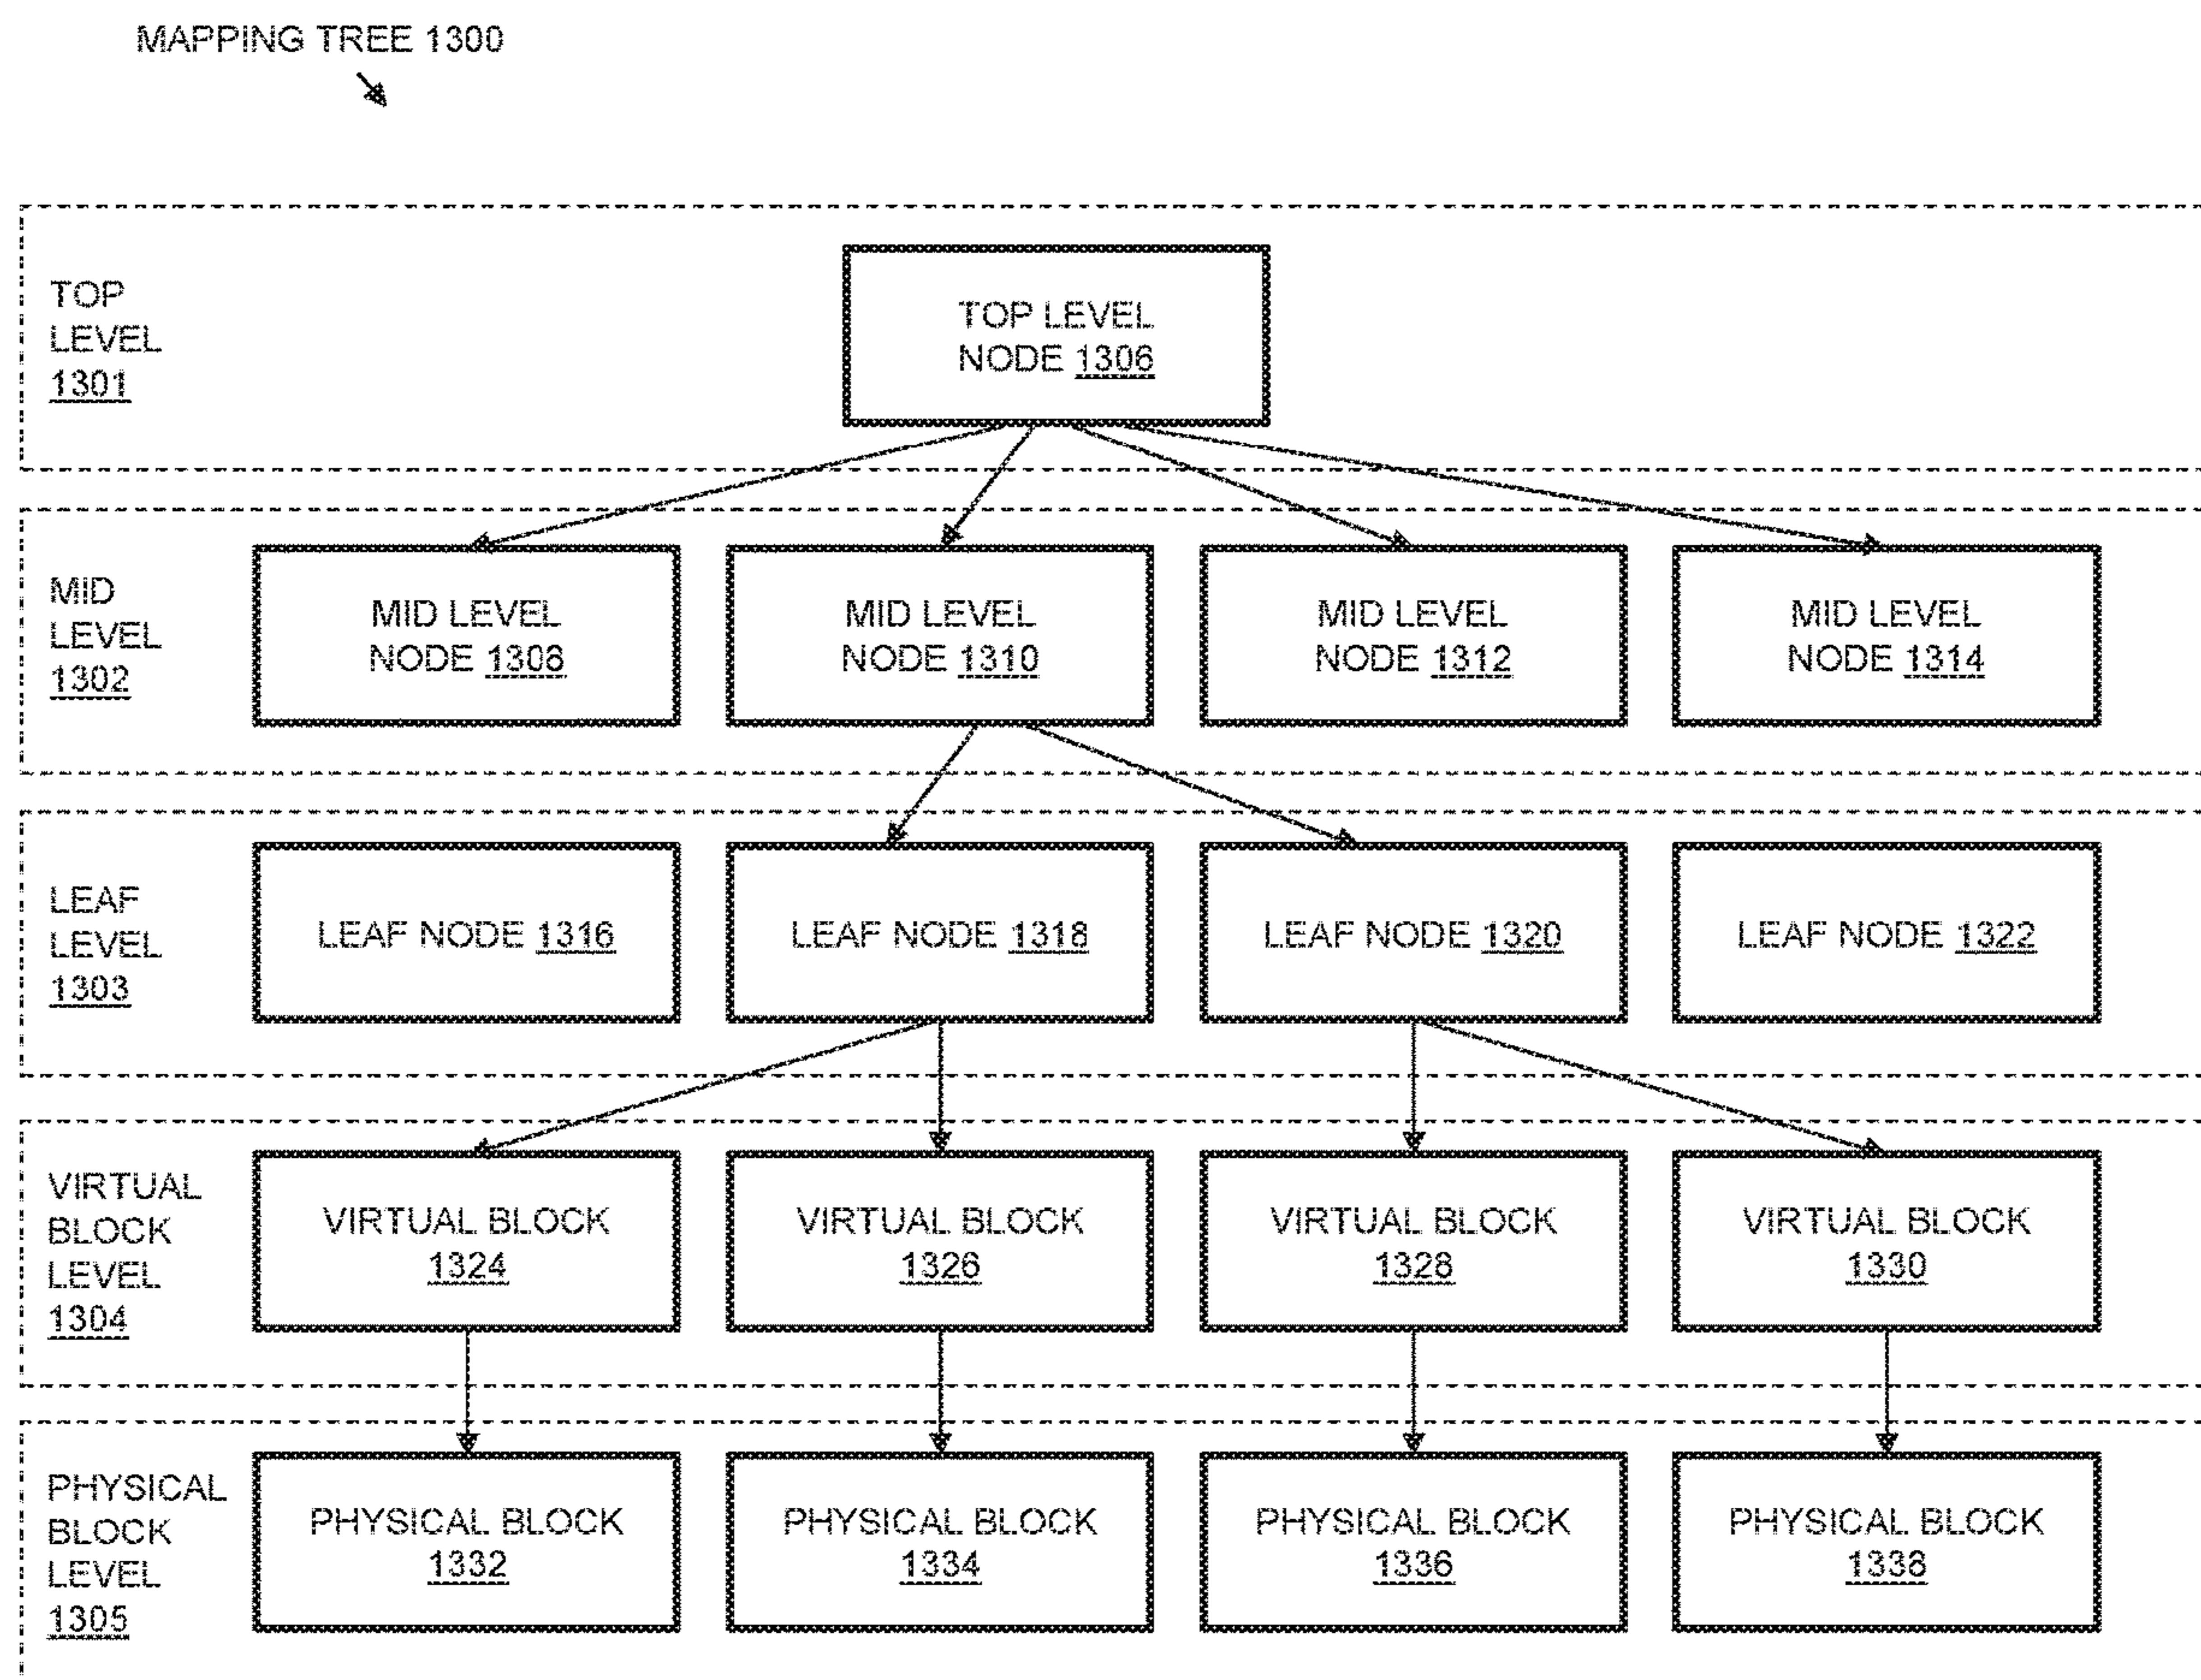 MAPPING TREE 1300
TOP
LEVEL
1301
TOP LEVEL
NODE 1306
MID
LEVEL
1302
MID LEVEL
NODE 1308
MID LEVEL
NODE 1310
MID LEVEL
NODE 1312
MID LEVEL
NODE 1314
LEAF
LEVEL
1303
LEAF NODE 1316
LEAF NODE 1318
LEAF NODE 1320
LEAF NODE 1322
VIRTUAL
BLOCK
LEVEL
1304
VIRTUAL BLOCK
1324
VIRTUAL BLOCK
1326
VIRTUAL BLOCK
1328
VIRTUAL BLOCK
1330
PHYSICAL
BLOCK
LEVEL
1305
PHYSICAL BLOCK
1332
PHYSICAL BLOCK
1334
PHYSICAL BLOCK
1336
PHYSICAL BLOCK
1338